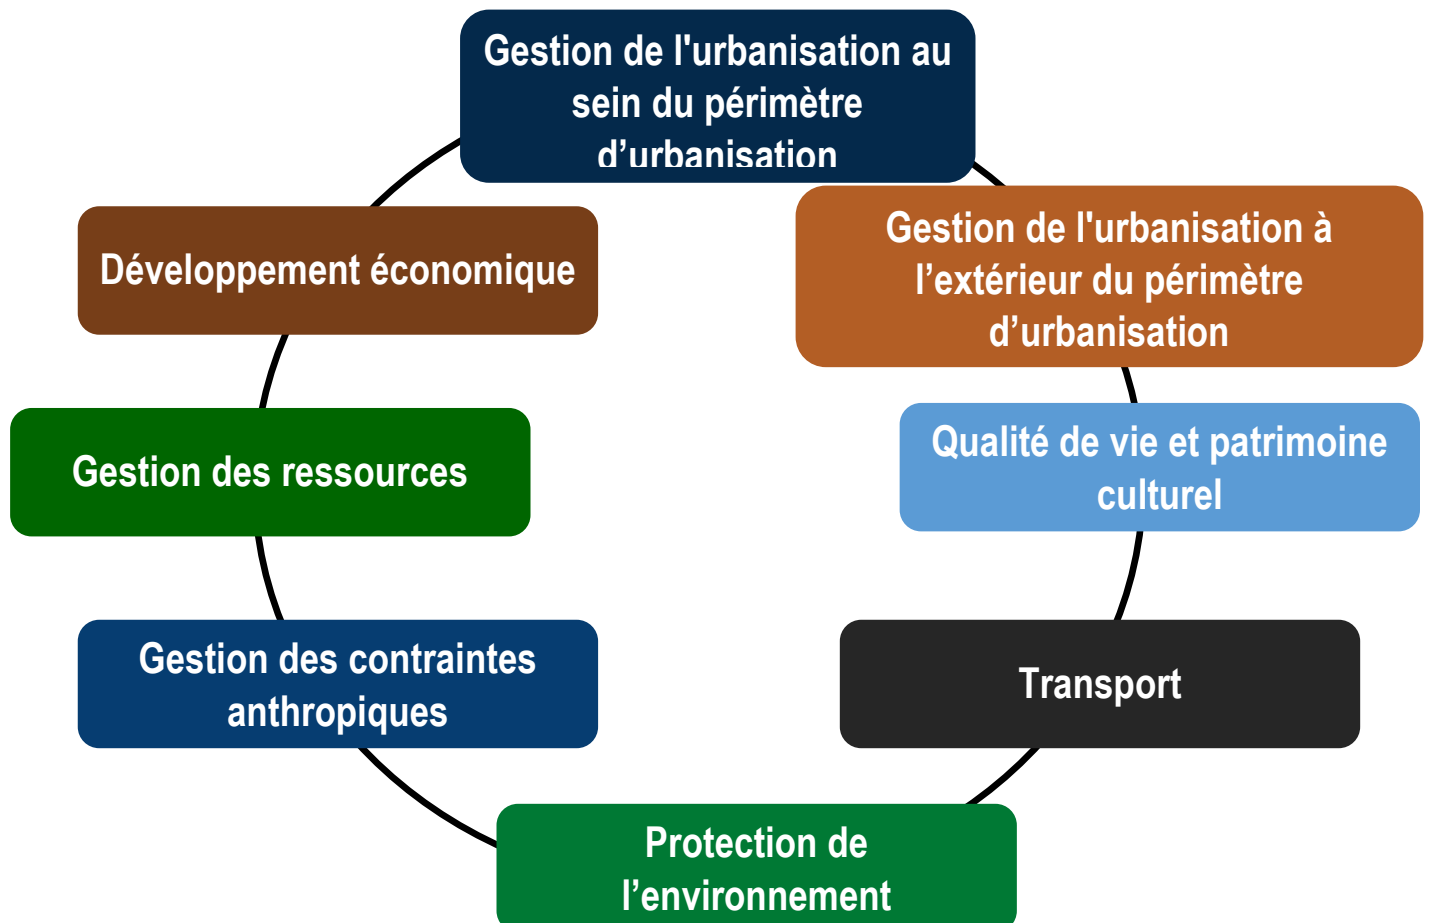 Gestion de l'urbanisation au
sein du périmètre
d’urbanisation
Gestion de l'urbanisation à
l’extérieur du périmètre
d’urbanisation
Qualité de vie et patrimoine
culturel
Transport
Protection de
l’environnement
Gestion des contraintes
anthropiques
Gestion des ressources
Développement économique